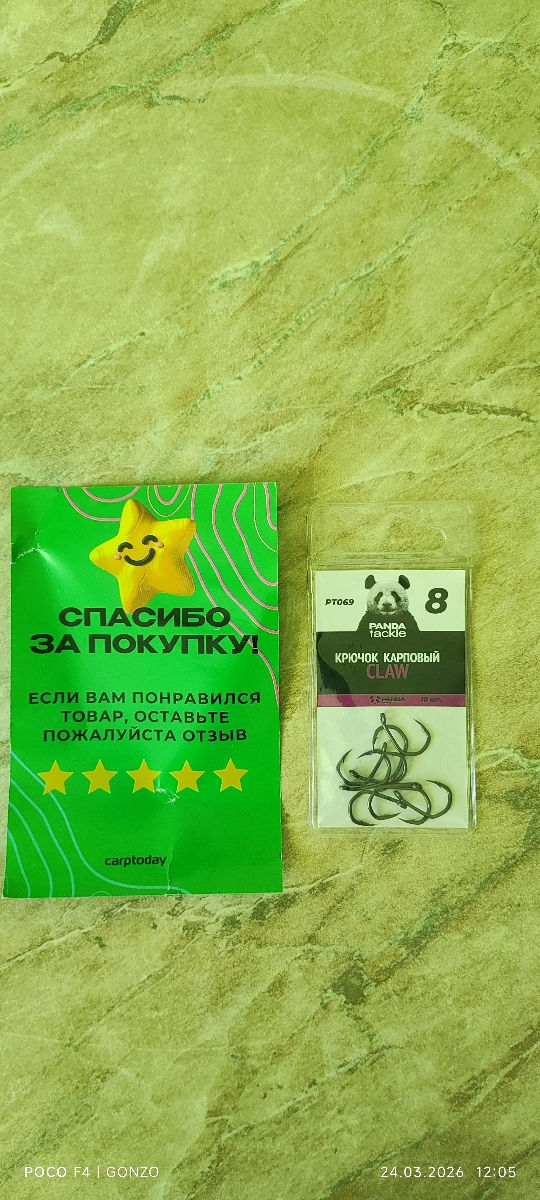 СПАСИБО
ЗА ПОКУПКУ!
ЕСЛИ ВАМ ПОНРАВИЛСЯ
ТОВАР, ОСТАВЬТЕ
ПОЖАЛУЙСТА ОТЗЫВ
carptoday
PT069
8
PANDA
tackle
КРЮЧОК КАРПОВЫЙ
CLAW
PANDA
10 шт.
POCO F4 | GONZO
24.03.2026 12:05